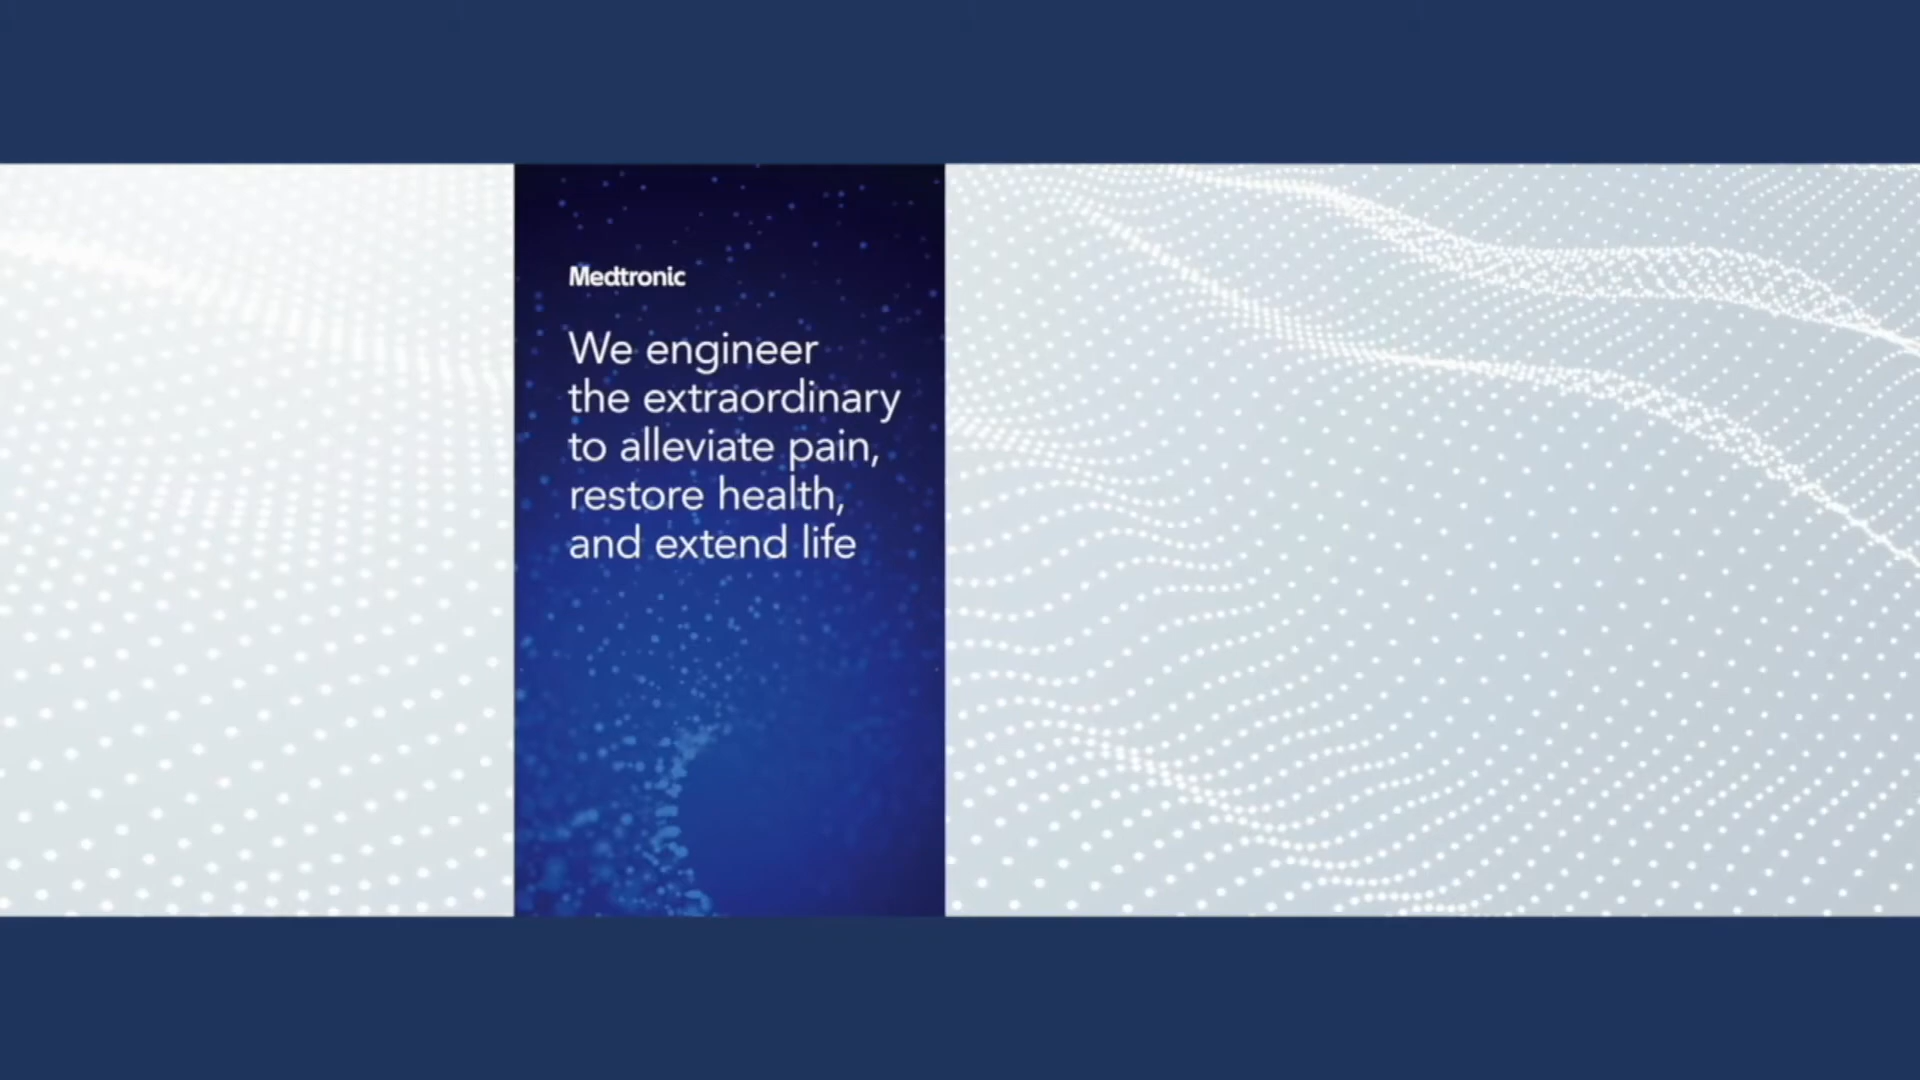 Medtronic
We engineer
the extraordinary
to alleviate pain,
restore health,
and extend life